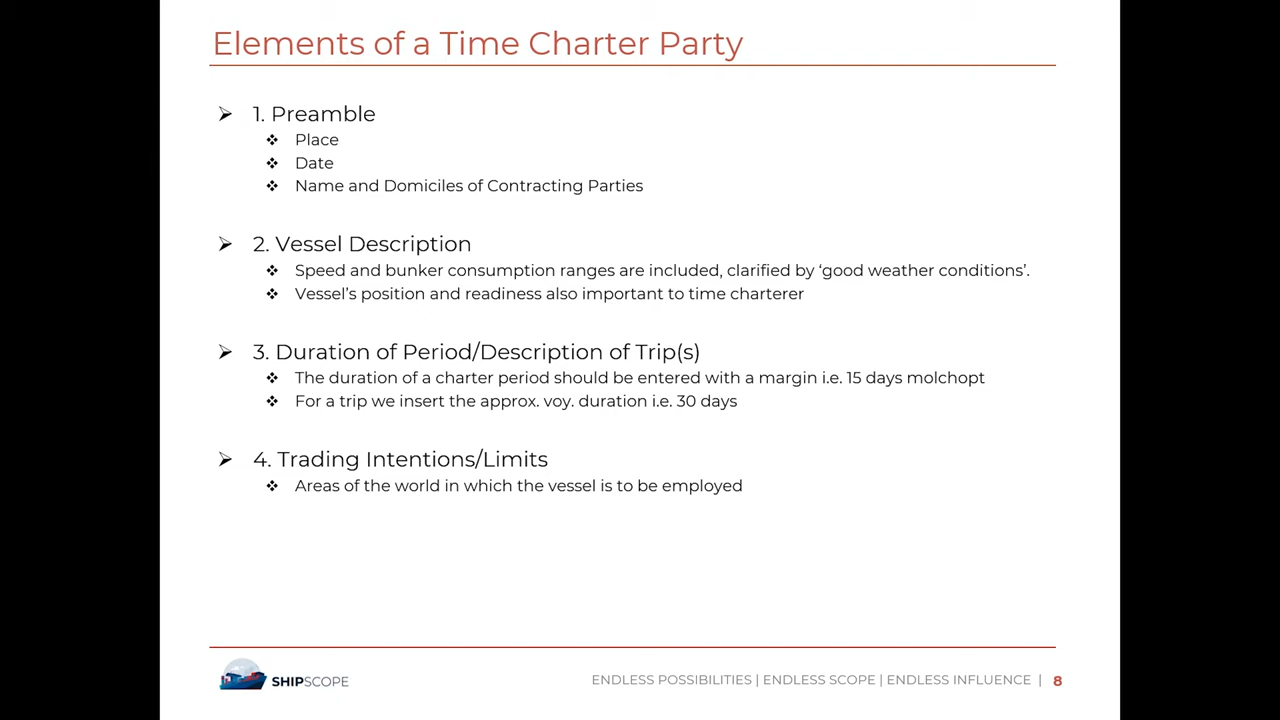 Elements of a Time Charter Party
1. Preamble
Place
Date
Name and Domiciles of Contracting Parties
2. Vessel Description
Speed and bunker consumption ranges are included, clarified by ‘good weather conditions’.
Vessel’s position and readiness also important to time charterer
3. Duration of Period/Description of Trip(s)
The duration of a charter period should be entered with a margin i.e. 15 days molchopt
For a trip we insert the approx. voy. duration i.e. 30 days
4. Trading Intentions/Limits
Areas of the world in which the vessel is to be employed
SHIPSCOPE
ENDLESS POSSIBILITIES | ENDLESS SCOPE | ENDLESS INFLUENCE | 8